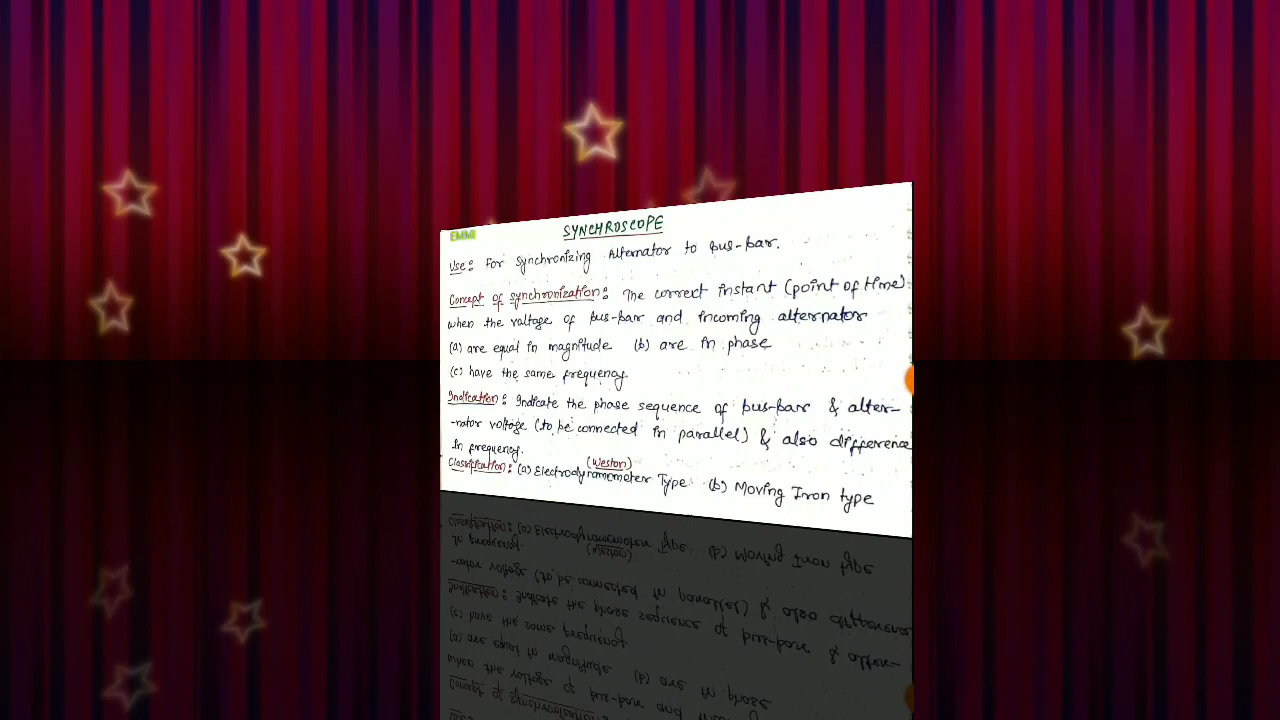 EMMI
SYNCHROSCOPE
Use: For synchronizing Alternator to bus-bar.
Concept of synchronization: The correct instant (point of time)
when the voltage of bus-bar and incoming alternator
(a) are equal in magnitude (b) are in phase
(c) have the same frequency.
Indication: Indicate the phase sequence of bus-bar & alter-
-nator voltage (to be connected in parallel) & also difference
in frequency.
(Weston)
Classification: (a) Electrodynamometer Type (b) Moving Iron type